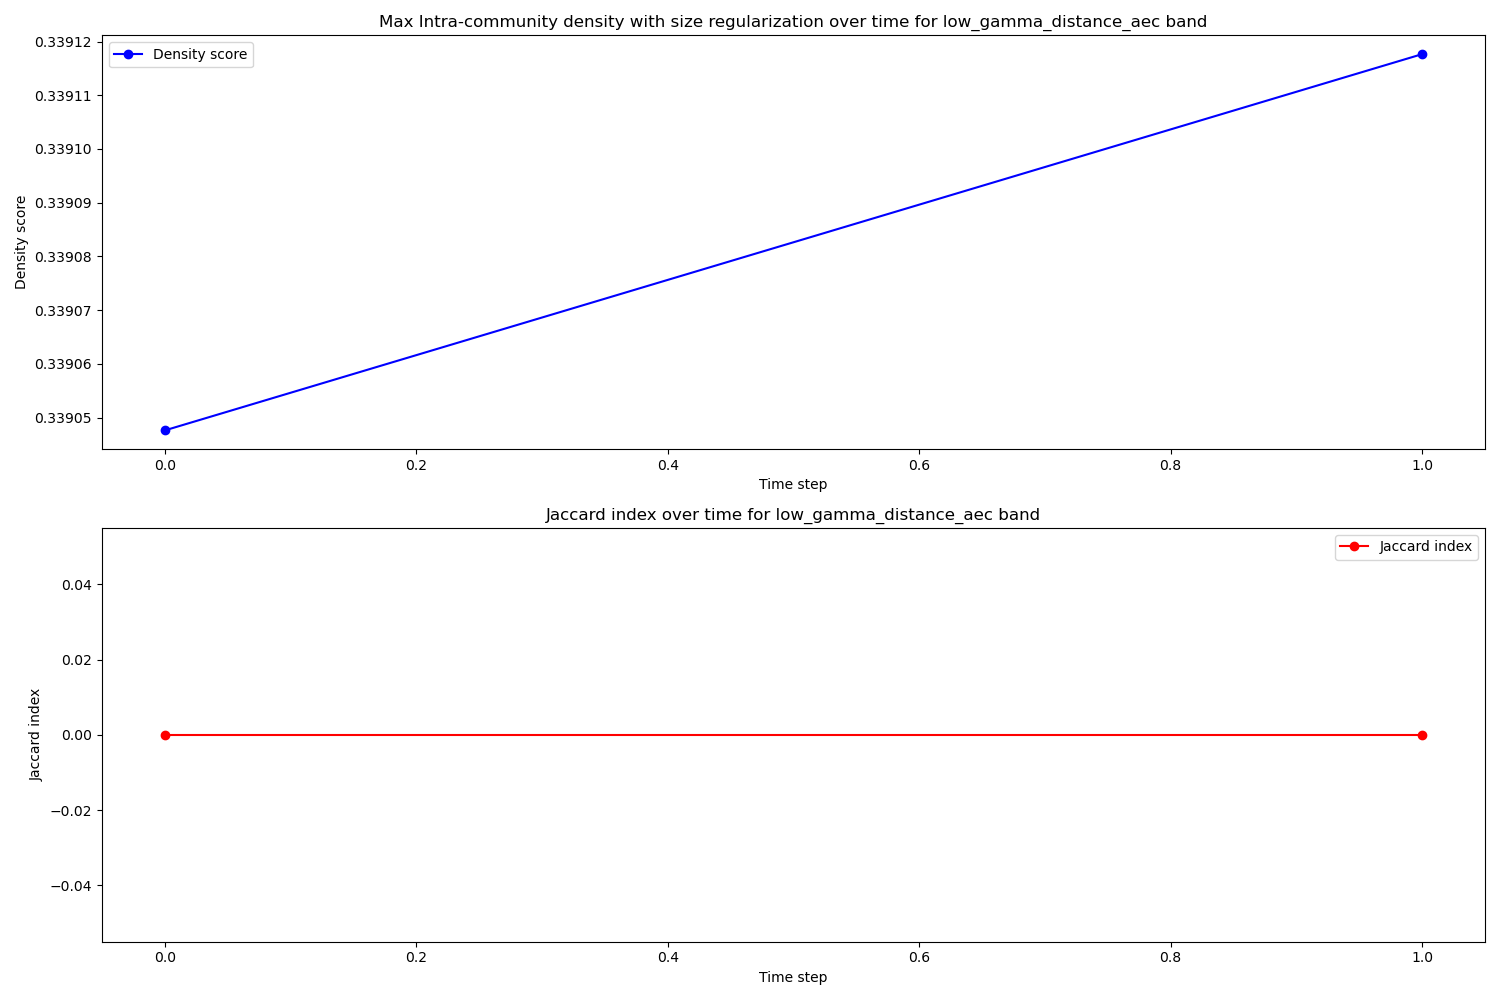 Max Intra-community density with size regularization over time for low_gamma_distance_aec band
0.33912
0.33911
0.33910
0.33909
0.33908
0.33907
0.33906
0.33905
Density score
Density score
0.0 0.2 0.4 0.6 0.8 1.0
Time step
Jaccard index over time for low_gamma_distance_aec band
0.04
0.02
0.00
−0.02
−0.04
Jaccard index
Jaccard index
0.0 0.2 0.4 0.6 0.8 1.0
Time step